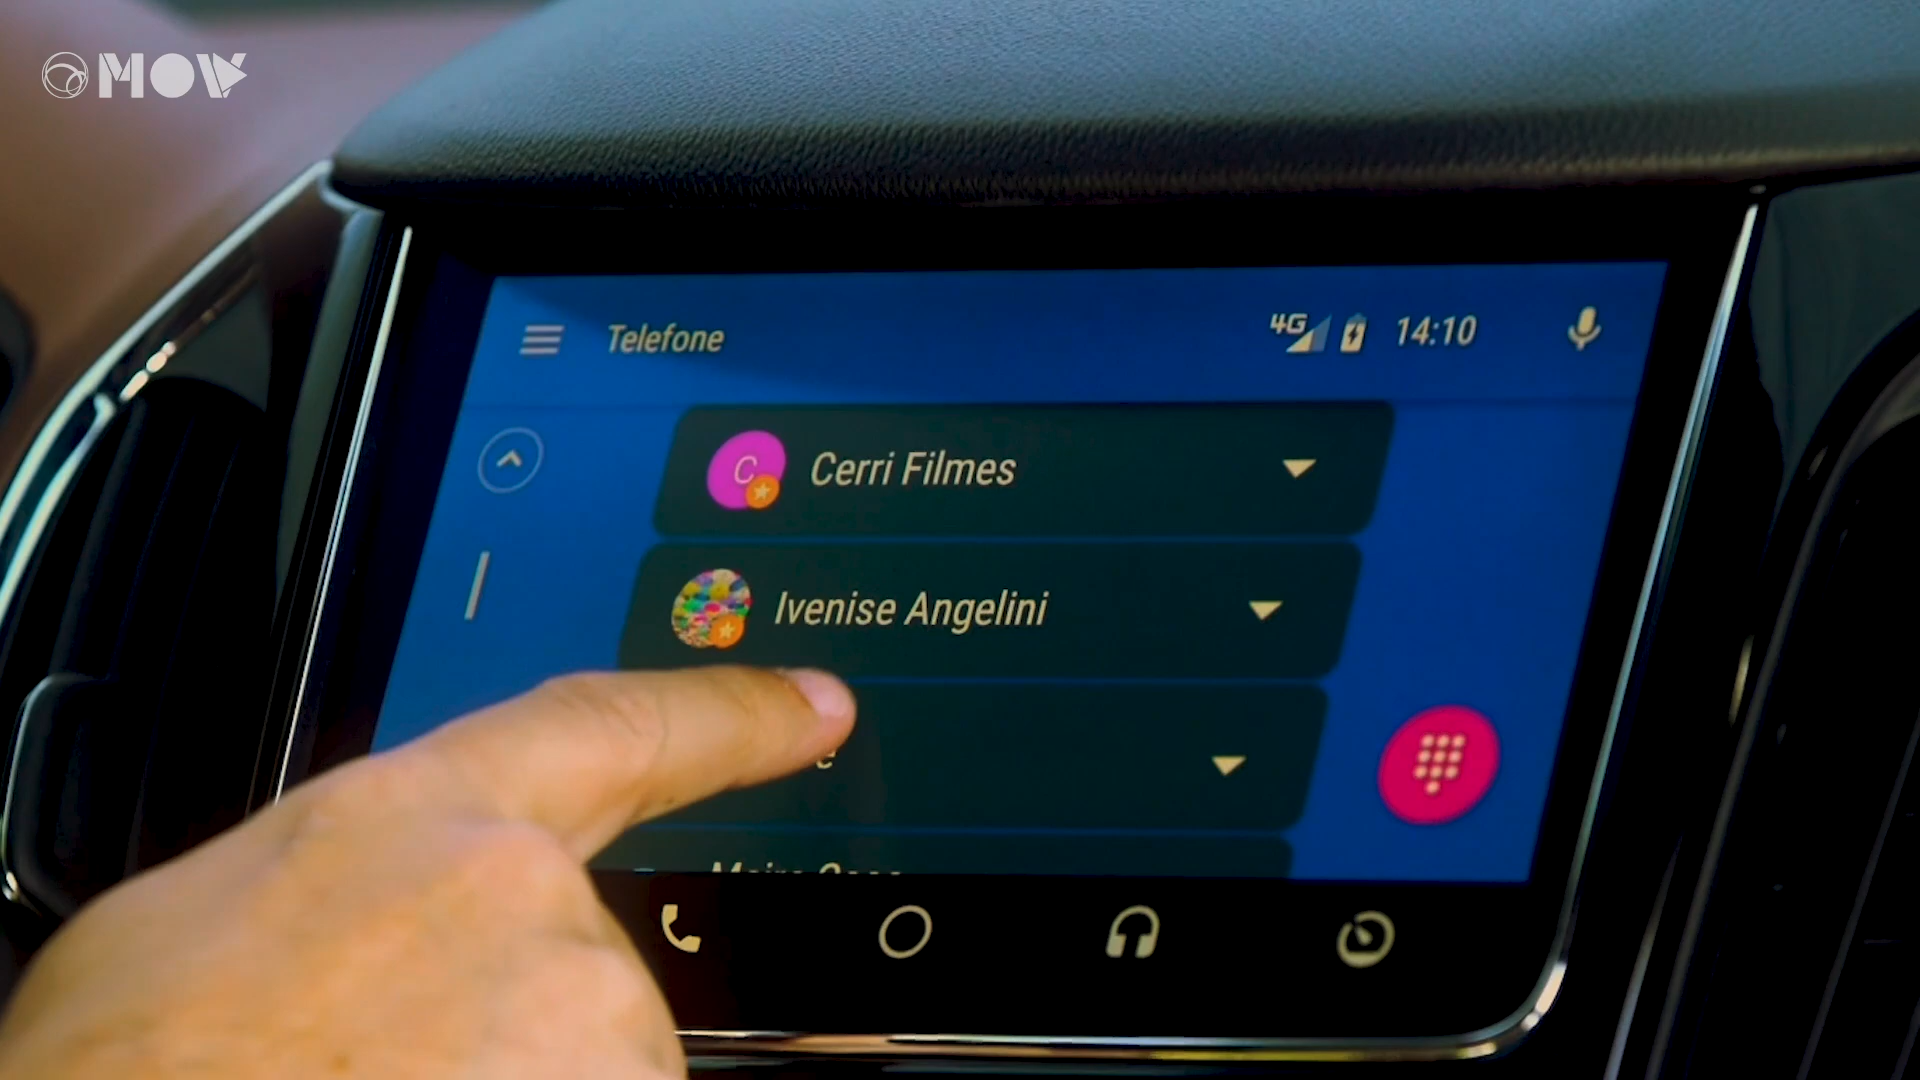 MOV
Telefone
4G 14:10
C Cerri Filmes
Ivenise Angelini